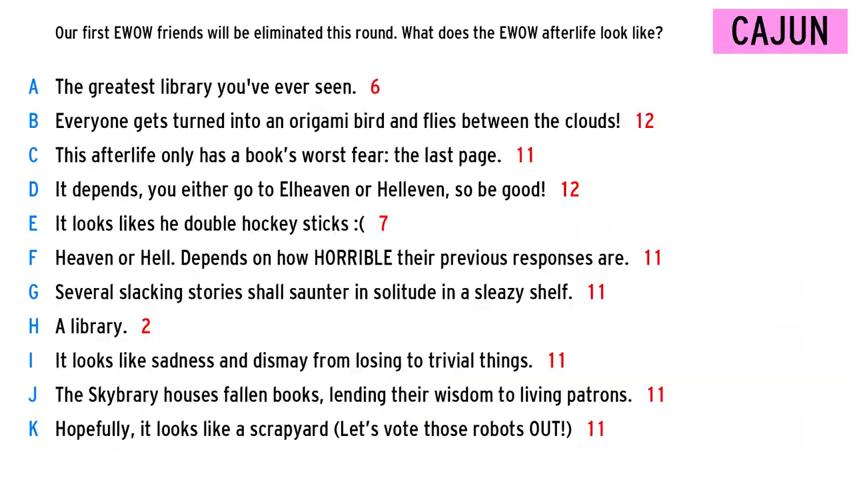 Our first EWOW friends will be eliminated this round. What does the EWOW afterlife look like?
CAJUN
A The greatest library you've ever seen. 6
B Everyone gets turned into an origami bird and flies between the clouds! 12
C This afterlife only has a book's worst fear: the last page. 11
D It depends, you either go to Elheaven or Helleven, so be good! 12
E It looks likes he double hockey sticks :( 7
F Heaven or Hell. Depends on how HORRIBLE their previous responses are. 11
G Several slacking stories shall saunter in solitude in a sleazy shelf. 11
H A library. 2
I It looks like sadness and dismay from losing to trivial things. 11
J The Skybrary houses fallen books, lending their wisdom to living patrons. 11
K Hopefully, it looks like a scrapyard (Let's vote those robots OUT!) 11